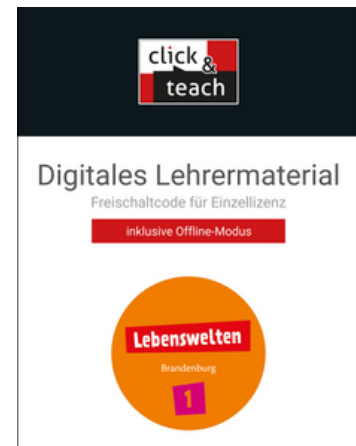 click &
teach
Digitales Lehrermaterial
Freischaltcode für Einzellizenz
inklusive Offline-Modus
Lebenswelten
Brandenburg
1